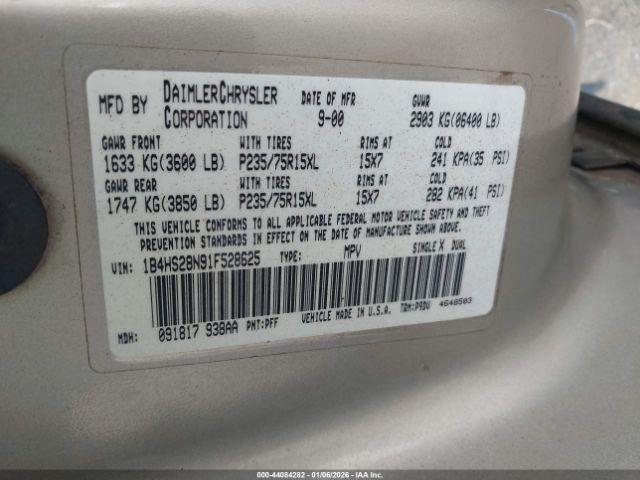 MFD BY DAIMLERCHRYSLER CORPORATION DATE OF MFR 9-00 GVWR 2903 KG(06400 LB)
GAWR FRONT WITH TIRES RIMS AT COLD
1633 KG(3600 LB) P235/75R15XL 15X7 241 KPA(35 PSI)
GAWR REAR WITH TIRES RIMS AT COLD
1747 KG(3850 LB) P235/75R15XL 15X7 282 KPA(41 PSI)
THIS VEHICLE CONFORMS TO ALL APPLICABLE FEDERAL MOTOR VEHICLE SAFETY AND THEFT
PREVENTION STANDARDS IN EFFECT ON THE DATE OF MANUFACTURE SHOWN ABOVE.
VIN: 1B4HS28N91F528625 TYPE: MPV SINGLE X DUAL
MDH: 091817 938AA PNT:PFF VEHICLE MADE IN U.S.A. TRM:P9DV 4648503
000-44084282 - 01/06/2026 - IAA Inc.